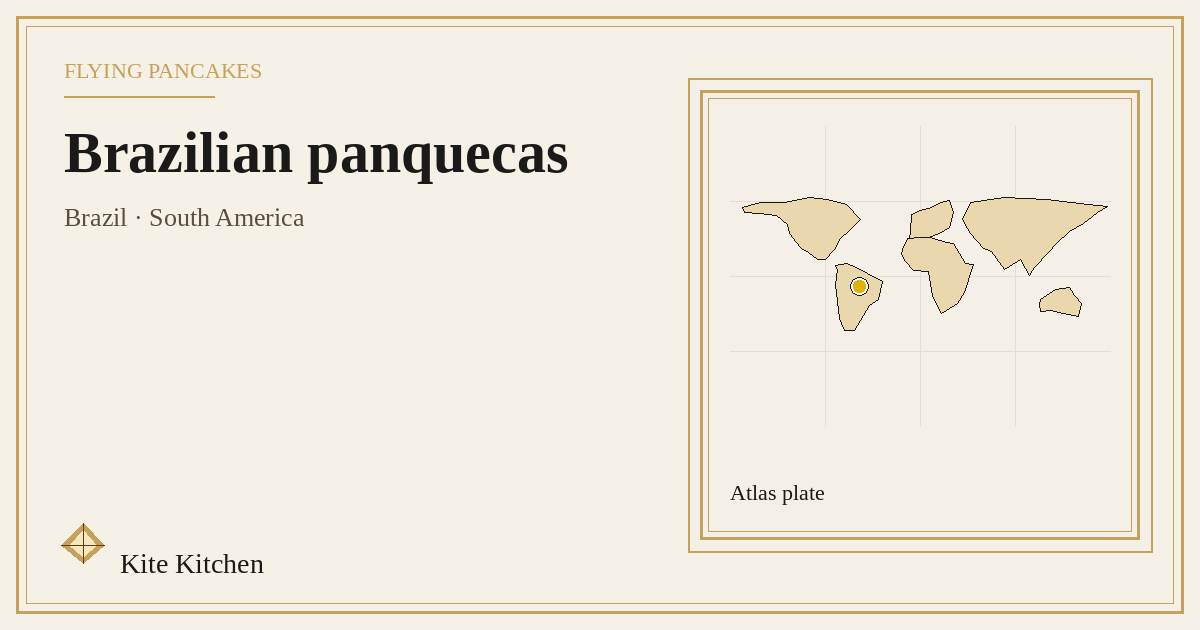 FLYING PANCAKES
Brazilian panquecas
Brazil · South America
Atlas plate
Kite Kitchen